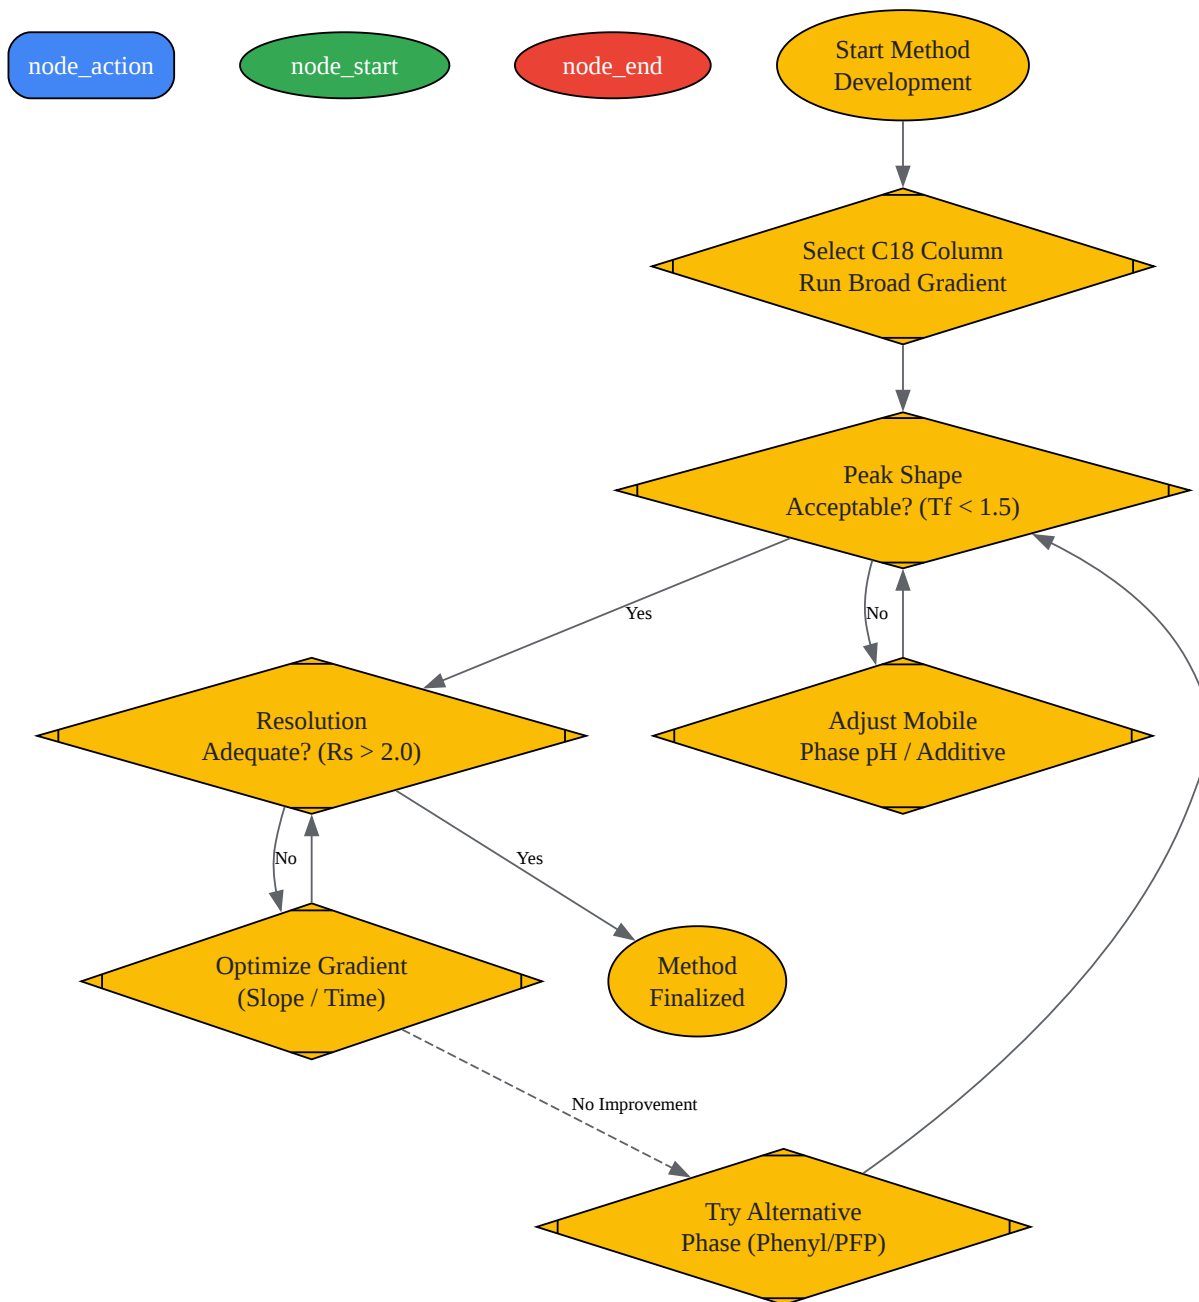 node_action
node_start
node_end
Start Method
Development
Select C18 Column
Run Broad Gradient
Peak Shape
Acceptable? (Tf < 1.5)
Yes
No
Resolution
Adequate? (Rs > 2.0)
Adjust Mobile
Phase pH / Additive
No
Yes
Optimize Gradient
(Slope / Time)
Method
Finalized
No Improvement
Try Alternative
Phase (Phenyl/PFP)